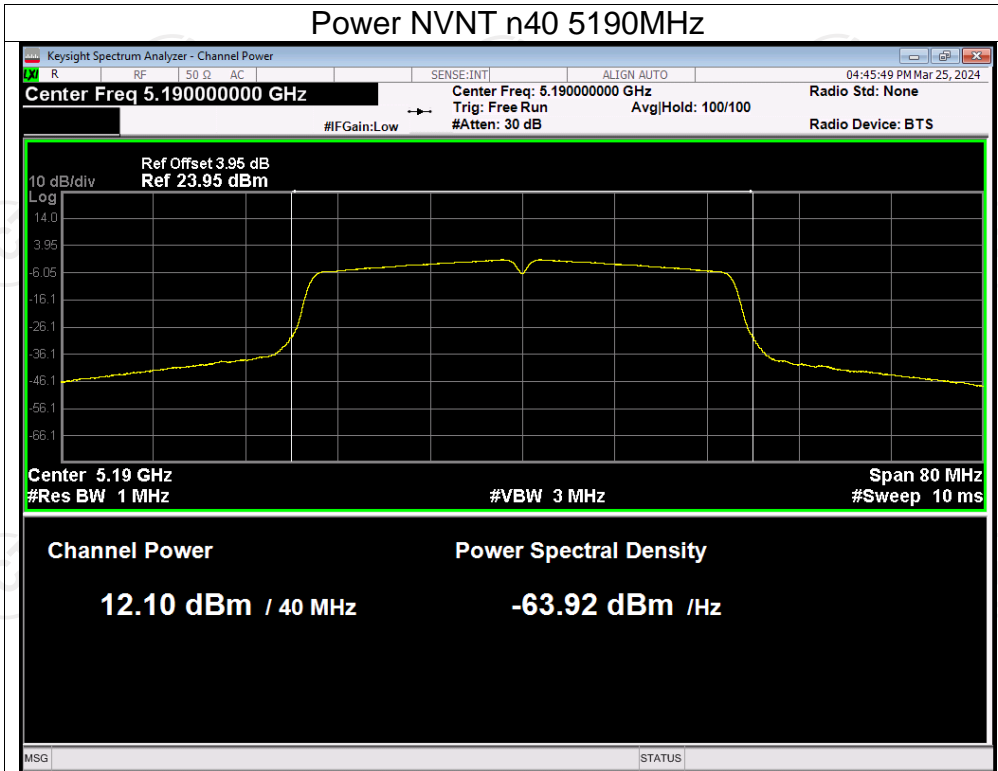 Power NVNT n40 5190MHz
Keysight Spectrum Analyzer - Channel Power
LXI R RF 50 Ω AC SENSE:INT ALIGN AUTO 04:45:49 PM Mar 25, 2024
Center Freq 5.190000000 GHz Center Freq: 5.190000000 GHz Radio Std: None
Trig: Free Run Avg|Hold: 100/100
#IFGain:Low #Atten: 30 dB Radio Device: BTS
Ref Offset 3.95 dB
10 dB/div Ref 23.95 dBm
Log
14.0
3.95
-6.05
-16.1
-26.1
-36.1
-46.1
-56.1
-66.1
Center 5.19 GHz Span 80 MHz
#Res BW 1 MHz #VBW 3 MHz #Sweep 10 ms
Channel Power Power Spectral Density
12.10 dBm / 40 MHz -63.92 dBm /Hz
MSG STATUS